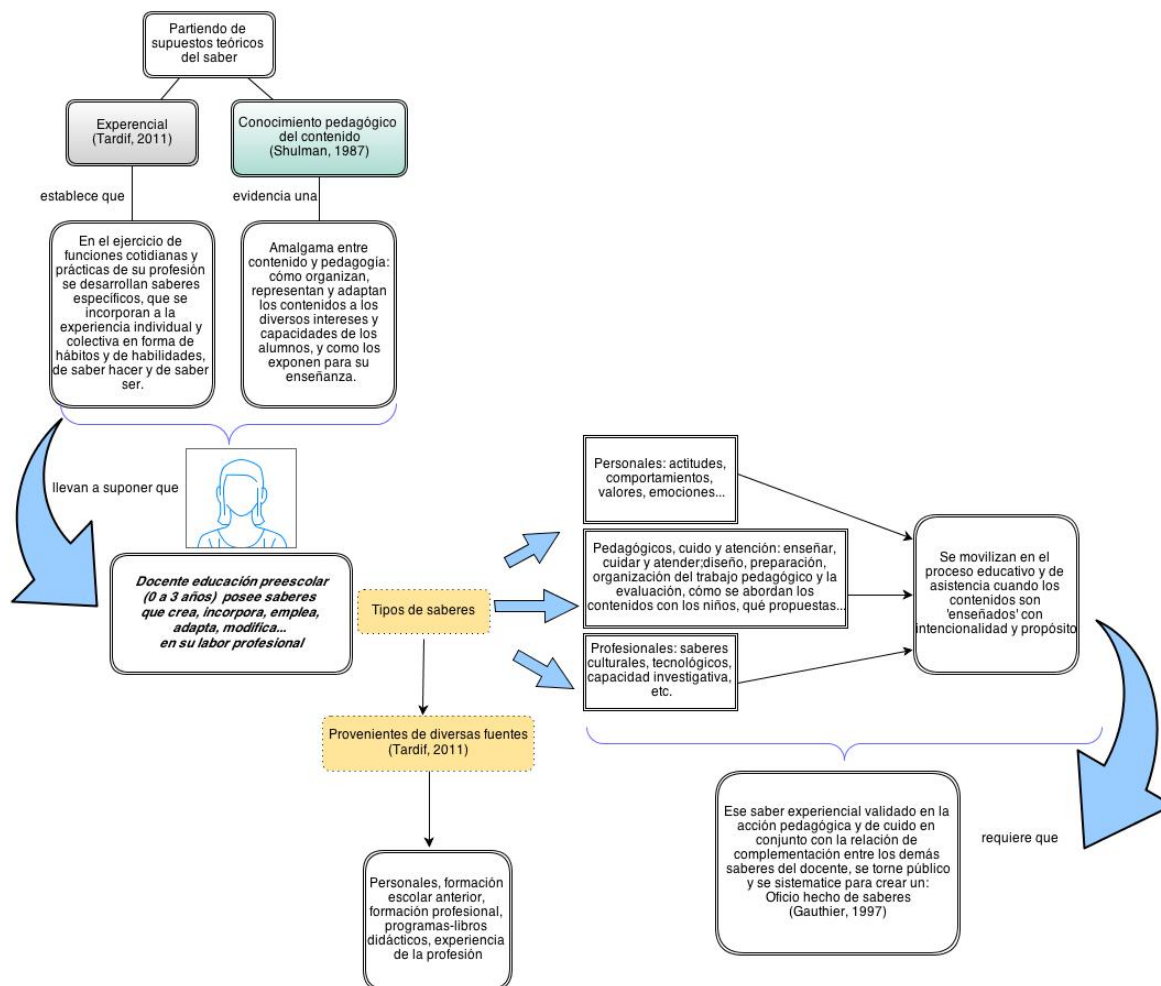 Partiendo de
supuestos teóricos
del saber
Experencial
(Tardif, 2011)
Conocimiento pedagógico
del contenido
(Shulman, 1987)
establece que
evidencia una
En el ejercicio de
funciones cotidianas y
prácticas de su profesión
se desarrollan saberes
específicos, que se
incorporan a la
experiencia individual y
colectiva en forma de
hábitos y de habilidades,
de saber hacer y de saber
ser.
Amalgama entre
contenido y pedagogía:
cómo organizan,
representan y adaptan
los contenidos a los
diversos intereses y
capacidades de los
alumnos, y como los
exponen para su
enseñanza.
llevan a suponer que
Docente educación preescolar
(0 a 3 años) posee saberes
que crea, incorpora, emplea,
adapta, modifica...
en su labor profesional
Tipos de saberes
Personales: actitudes,
comportamientos,
valores, emociones...
Pedagógicos, cuido y atención: enseñar,
cuidar y atender;diseño, preparación,
organización del trabajo pedagógico y la
evaluación, cómo se abordan los
contenidos con los niños, qué propuestas...
Profesionales: saberes
culturales, tecnológicos,
capacidad investigativa,
etc.
Se movilizan en el
proceso educativo y de
asistencia cuando los
contenidos son
'enseñados' con
intencionalidad y propósito
Provenientes de diversas fuentes
(Tardif, 2011)
Personales, formación
escolar anterior,
formación profesional,
programas-libros
didácticos, experiencia
de la profesión
Ese saber experiencial validado en la
acción pedagógica y de cuido en
conjunto con la relación de
complementación entre los demás
saberes del docente, se torne público
y se sistematice para crear un:
Oficio hecho de saberes
(Gauthier, 1997)
requiere que